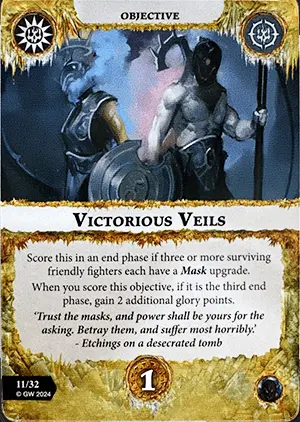 OBJECTIVE
VICTORIOUS VEILS
Score this in an end phase if three or more surviving
friendly fighters each have a Mask upgrade.
When you score this objective, if it is the third end
phase, gain 2 additional glory points.
‘Trust the masks, and power shall be yours for the
asking. Betray them, and suffer most horribly.’
- Etchings on a desecrated tomb
1
11/32
© GW 2024